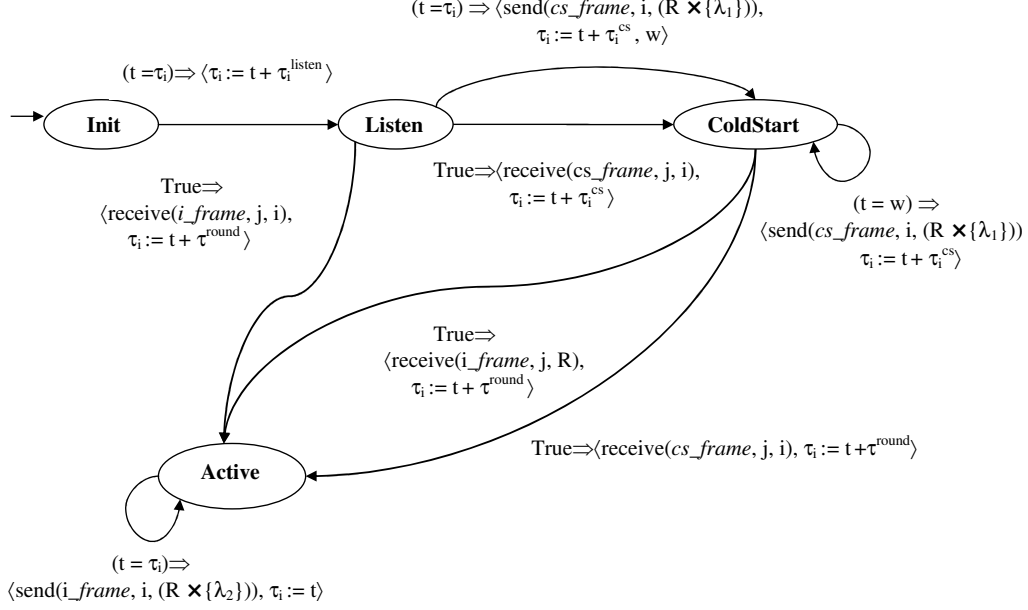 (t =τᵢ) ⇒ ⟨send(cs_frame, i, (R ×{λ₁})),
τᵢ := t + τᵢᶜˢ , w⟩
(t =τᵢ)⇒ ⟨τᵢ := t + τᵢˡⁱˢᵗᵉⁿ ⟩
Init
Listen
ColdStart
True⇒
⟨receive(i_frame, j, i),
τᵢ := t + τʳᵒᵘⁿᵈ ⟩
True⇒⟨receive(cs_frame, j, i),
τᵢ := t + τᵢᶜˢ ⟩
(t = w) ⇒
⟨send(cs_frame, i, (R ×{λ₁}))
τᵢ := t + τᵢᶜˢ⟩
True⇒
⟨receive(i_frame, j, R),
τᵢ := t + τʳᵒᵘⁿᵈ ⟩
True⇒⟨receive(cs_frame, j, i), τᵢ := t +τʳᵒᵘⁿᵈ ⟩
Active
(t = τᵢ)⇒
⟨send(i_frame, i, (R ×{λ₂})), τᵢ := t⟩